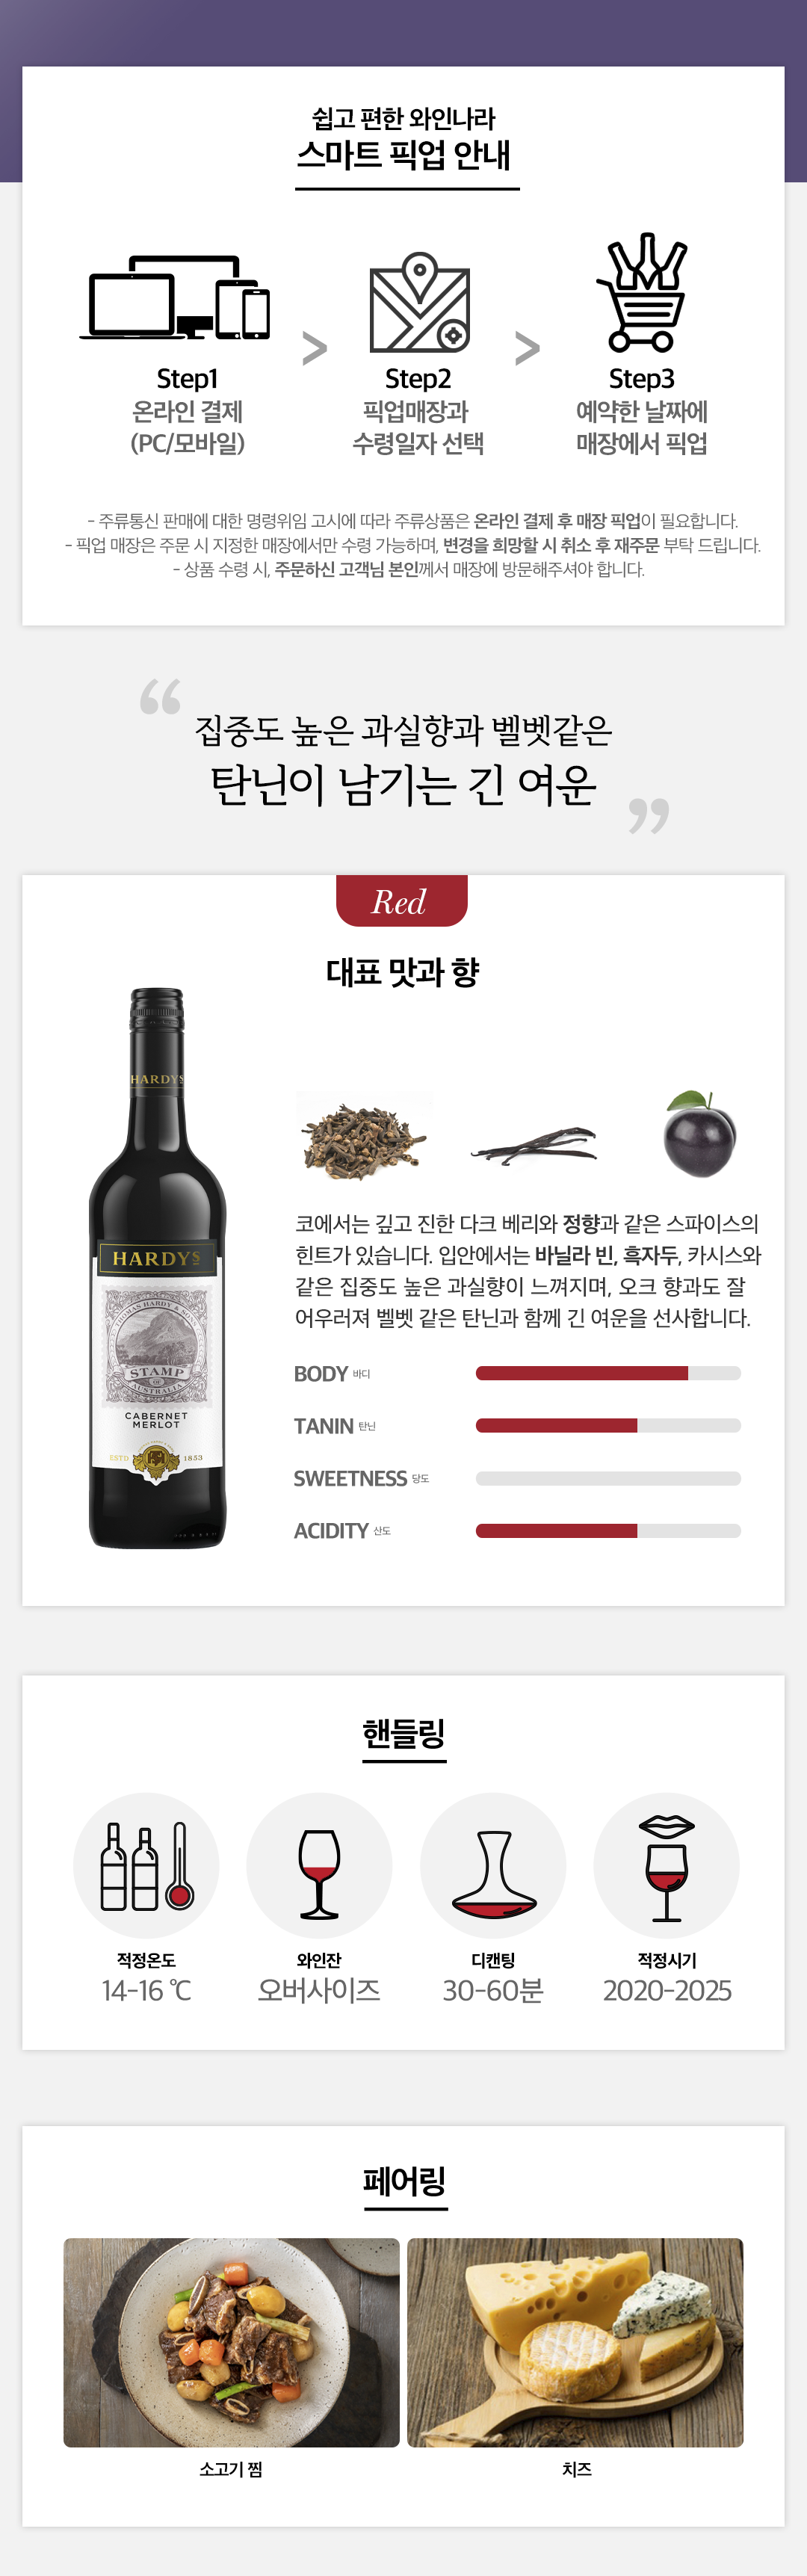 쉽고 편한 와인나라
스마트 픽업 안내
Step1
온라인 결제
(PC/모바일)
>
Step2
픽업매장과
수령일자 선택
>
Step3
예약한 날짜에
매장에서 픽업
- 주류통신 판매에 대한 명령위임 고시에 따라 주류상품은 온라인 결제 후 매장 픽업이 필요합니다.
- 픽업 매장은 주문 시 지정한 매장에서만 수령 가능하며, 변경을 희망할 시 취소 후 재주문 부탁 드립니다.
- 상품 수령 시, 주문하신 고객님 본인께서 매장에 방문해주셔야 합니다.
“ 집중도 높은 과실향과 벨벳같은
탄닌이 남기는 긴 여운 ”
Red
대표 맛과 향
HARDYS
HARDYS
THOMAS HARDY & SONS
STAMP
OF
AUSTRALIA
CABERNET
MERLOT
ESTD 1853
코에서는 깊고 진한 다크 베리와 정향과 같은 스파이스의
힌트가 있습니다. 입안에서는 바닐라 빈, 흑자두, 카시스와
같은 집중도 높은 과실향이 느껴지며, 오크 향과도 잘
어우러져 벨벳 같은 탄닌과 함께 긴 여운을 선사합니다.
BODY 바디
TANIN 탄닌
SWEETNESS 당도
ACIDITY 산도
핸들링
적정온도
14-16 ℃
와인잔
오버사이즈
디캔팅
30-60분
적정시기
2020-2025
페어링
소고기 찜
치즈